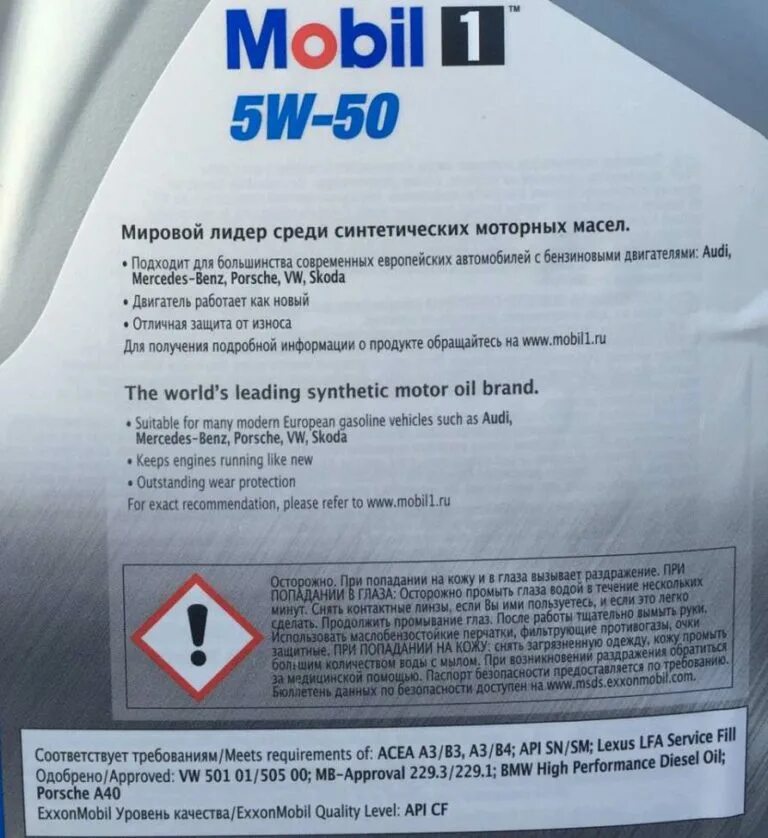 Mobil 1™
5W-50
Мировой лидер среди синтетических моторных масел.
• Подходит для большинства современных европейских автомобилей с бензиновыми двигателями: Audi,
Mercedes-Benz, Porsche, VW, Skoda
• Двигатель работает как новый
• Отличная защита от износа
Для получения подробной информации о продукте обращайтесь на www.mobil1.ru
The world's leading synthetic motor oil brand.
• Suitable for many modern European gasoline vehicles such as Audi,
Mercedes-Benz, Porsche, VW, Skoda
• Keeps engines running like new
• Outstanding wear protection
For exact recommendation, please refer to www.mobil1.ru
Осторожно. При попадании на кожу и в глаза вызывает раздражение. ПРИ
ПОПАДАНИИ В ГЛАЗА: Осторожно промыть глаза водой в течение нескольких
минут. Снять контактные линзы, если Вы ими пользуетесь, и если это легко
сделать. Продолжить промывание глаз. После работы тщательно вымыть руки.
Использовать маслобензостойкие перчатки, фильтрующие противогазы, очки
защитные. ПРИ ПОПАДАНИИ НА КОЖУ: снять загрязненную одежду, кожу промыть
большим количеством воды с мылом. При возникновении раздражения обратиться
за медицинской помощью. Паспорт безопасности предоставляется по требованию.
Бюллетень данных по безопасности доступен на www.msds.exxonmobil.com.
Соответствует требованиям/Meets requirements of: ACEA A3/B3, A3/B4; API SN/SM; Lexus LFA Service Fill
Одобрено/Approved: VW 501 01/505 00; MB-Approval 229.3/229.1; BMW High Performance Diesel Oil;
Porsche A40
ExxonMobil Уровень качества/ExxonMobil Quality Level: API CF